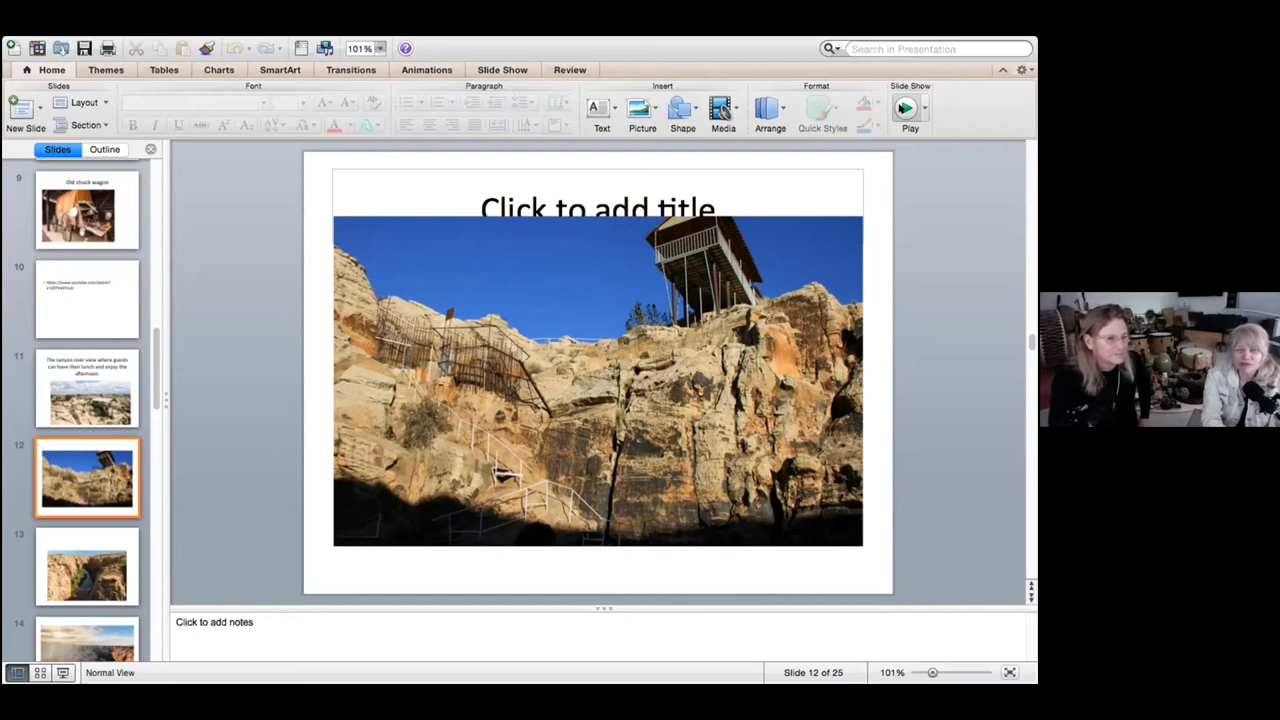 101%
Search in Presentation
Home
Themes
Tables
Charts
SmartArt
Transitions
Animations
Slide Show
Review
Slides
Font
Paragraph
Insert
Format
Slide Show
New Slide
Layout
Section
Text
Picture
Shape
Media
Arrange
Quick Styles
Play
Slides
Outline
9
Old chuck wagon
10
11
The canyon over view where guests
can have their lunch and enjoy the
afternoon.
12
13
14
Click to add title
Click to add notes
Normal View
Slide 12 of 25
101%